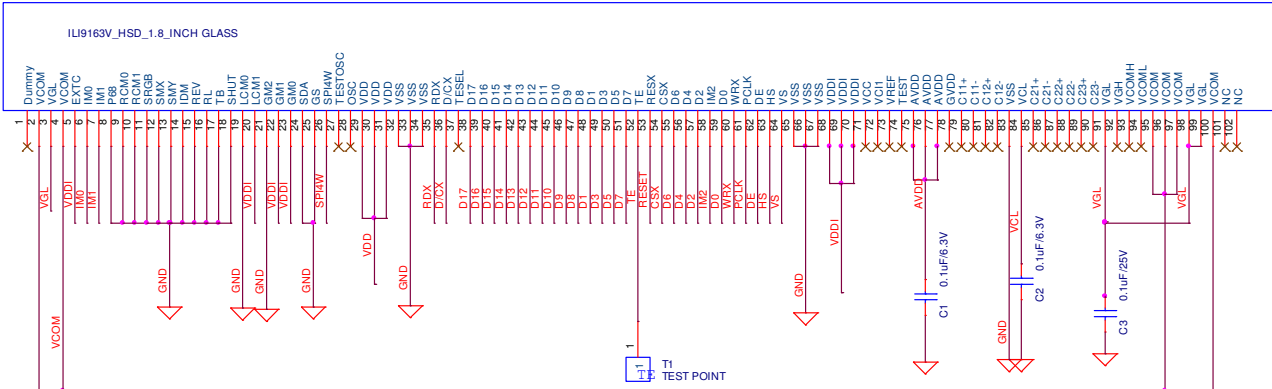 ILI9163V_HSD_1.8_INCH GLASS
Dummy
VCOM
VGL
VCOM
EXTC
IM0
IM1
P68
RCM0
RCM1
SRGB
SMX
SMY
IDM
REV
RL
TB
SHUT
LCM0
LCM1
GM2
GM1
GM0
SDA
GS
SPI4W
TESTOSC
OSC
VDD
VDD
VDD
VSS
VSS
VSS
RDX
D/CX
TESEL
D17
D16
D15
D14
D13
D12
D11
D10
D9
D8
D1
D3
D5
D7
TE
RESX
CSX
D6
D4
D2
IM2
D0
WRX
PCLK
DE
HS
VS
VSS
VSS
VSS
VDDI
VDDI
VDDI
VCC
VCI1
VREF
TEST
AVDD
AVDD
GVDD
C11+
C11-
C12+
C12-
VSS
C21+
C21-
C22+
C22-
C23+
C23-
VGL
VGH
VCOMH
VCOML
VCOM
VCOM
VCOM
VGL
VGL
VCOM
NC
NC
1
2
3
4
5
6
7
8
9
10
11
12
13
14
15
16
17
18
19
20
21
22
23
24
25
26
27
28
29
30
31
32
33
34
35
36
37
38
39
40
41
42
43
44
45
46
47
48
49
50
51
52
53
54
55
56
57
58
59
60
61
62
63
64
65
66
67
68
69
70
71
72
73
74
75
76
77
78
79
80
81
82
83
84
85
86
87
88
89
90
91
92
93
94
95
96
97
98
99
100
101
102
VGL
VDDI
IM0
IM1
VDDI
VDDI
VDDI
SPI4W
RDX
D/CX
D17
D16
D15
D14
D13
D12
D11
D10
D9
D8
D1
D3
D5
D7
TE
RESET
CSX
D6
D4
D2
IM2
D0
WRX
PCLK
DE
HS
VS
AVDD
VCL
VGL
VGL
VCOM
GND
GND
GND
GND
VDD
GND
GND
VDDI
GND
C1
0.1uF/6.3V
C2
0.1uF/6.3V
C3
0.1uF/25V
1
1
TE
T1
TEST POINT